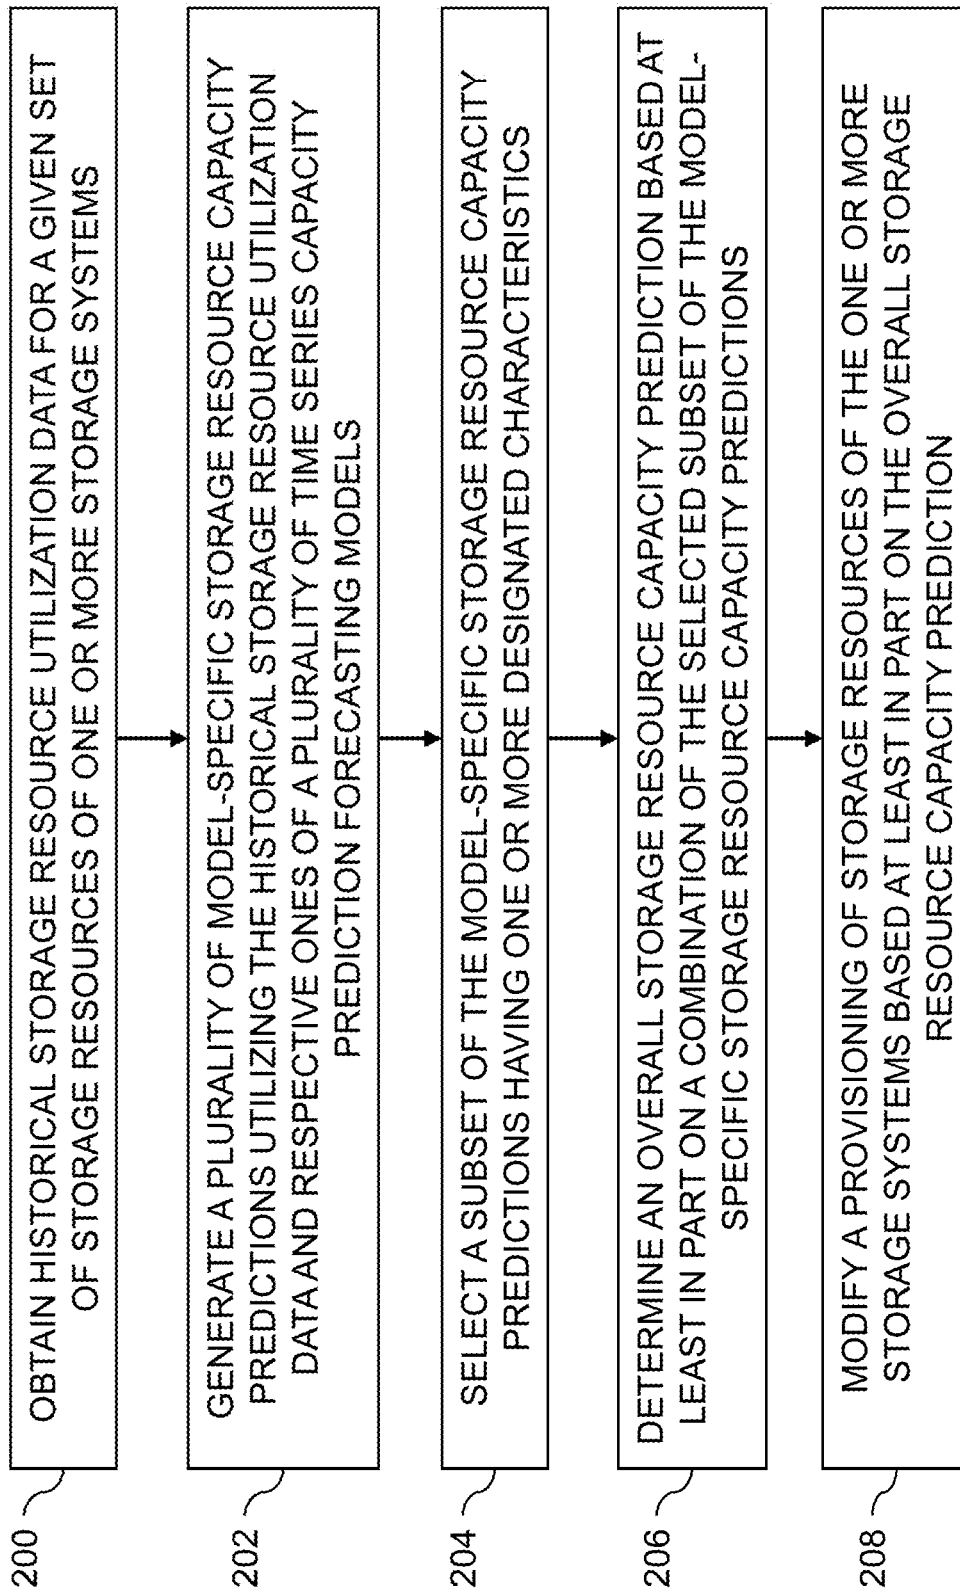 200
OBTAIN HISTORICAL STORAGE RESOURCE UTILIZATION DATA FOR A GIVEN SET
OF STORAGE RESOURCES OF ONE OR MORE STORAGE SYSTEMS
202
GENERATE A PLURALITY OF MODEL-SPECIFIC STORAGE RESOURCE CAPACITY
PREDICTIONS UTILIZING THE HISTORICAL STORAGE RESOURCE UTILIZATION
DATA AND RESPECTIVE ONES OF A PLURALITY OF TIME SERIES CAPACITY
PREDICTION FORECASTING MODELS
204
SELECT A SUBSET OF THE MODEL-SPECIFIC STORAGE RESOURCE CAPACITY
PREDICTIONS HAVING ONE OR MORE DESIGNATED CHARACTERISTICS
206
DETERMINE AN OVERALL STORAGE RESOURCE CAPACITY PREDICTION BASED AT
LEAST IN PART ON A COMBINATION OF THE SELECTED SUBSET OF THE MODEL-
SPECIFIC STORAGE RESOURCE CAPACITY PREDICTIONS
208
MODIFY A PROVISIONING OF STORAGE RESOURCES OF THE ONE OR MORE
STORAGE SYSTEMS BASED AT LEAST IN PART ON THE OVERALL STORAGE
RESOURCE CAPACITY PREDICTION